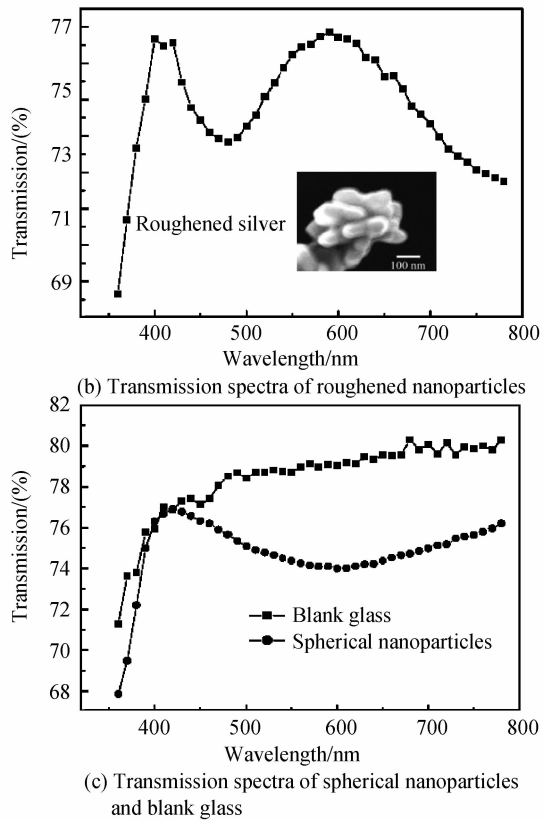 77
75
73
71
69
Transmission/(%)
Roughened silver
100 nm
400
500
600
700
800
Wavelength/nm
(b) Transmission spectra of roughened nanoparticles
82
80
78
76
74
72
70
68
Transmission/(%)
Blank glass
Spherical nanoparticles
400
500
600
700
800
Wavelength/nm
(c) Transmission spectra of spherical nanoparticles
and blank glass